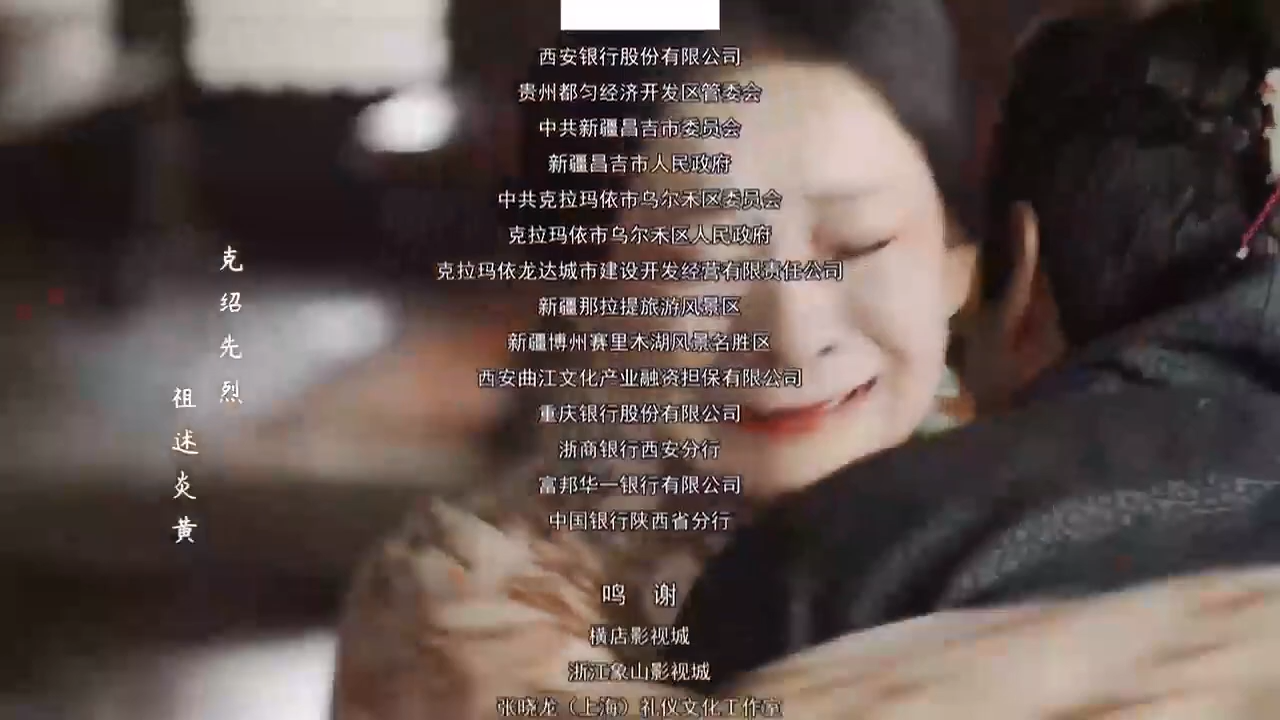 西安银行股份有限公司
贵州都匀经济开发区管委会
中共新疆昌吉市委员会
新疆昌吉市人民政府
中共克拉玛依市乌尔禾区委员会
克拉玛依市乌尔禾区人民政府
克拉玛依龙达城市建设开发经营有限责任公司
新疆那拉提旅游风景区
新疆博州赛里木湖风景名胜区
西安曲江文化产业融资担保有限公司
重庆银行股份有限公司
浙商银行西安分行
富邦华一银行有限公司
中国银行陕西省分行
鸣 谢
横店影视城
浙江象山影视城
张晓龙（上海）礼仪文化工作室
克绍先烈
祖述炎黄